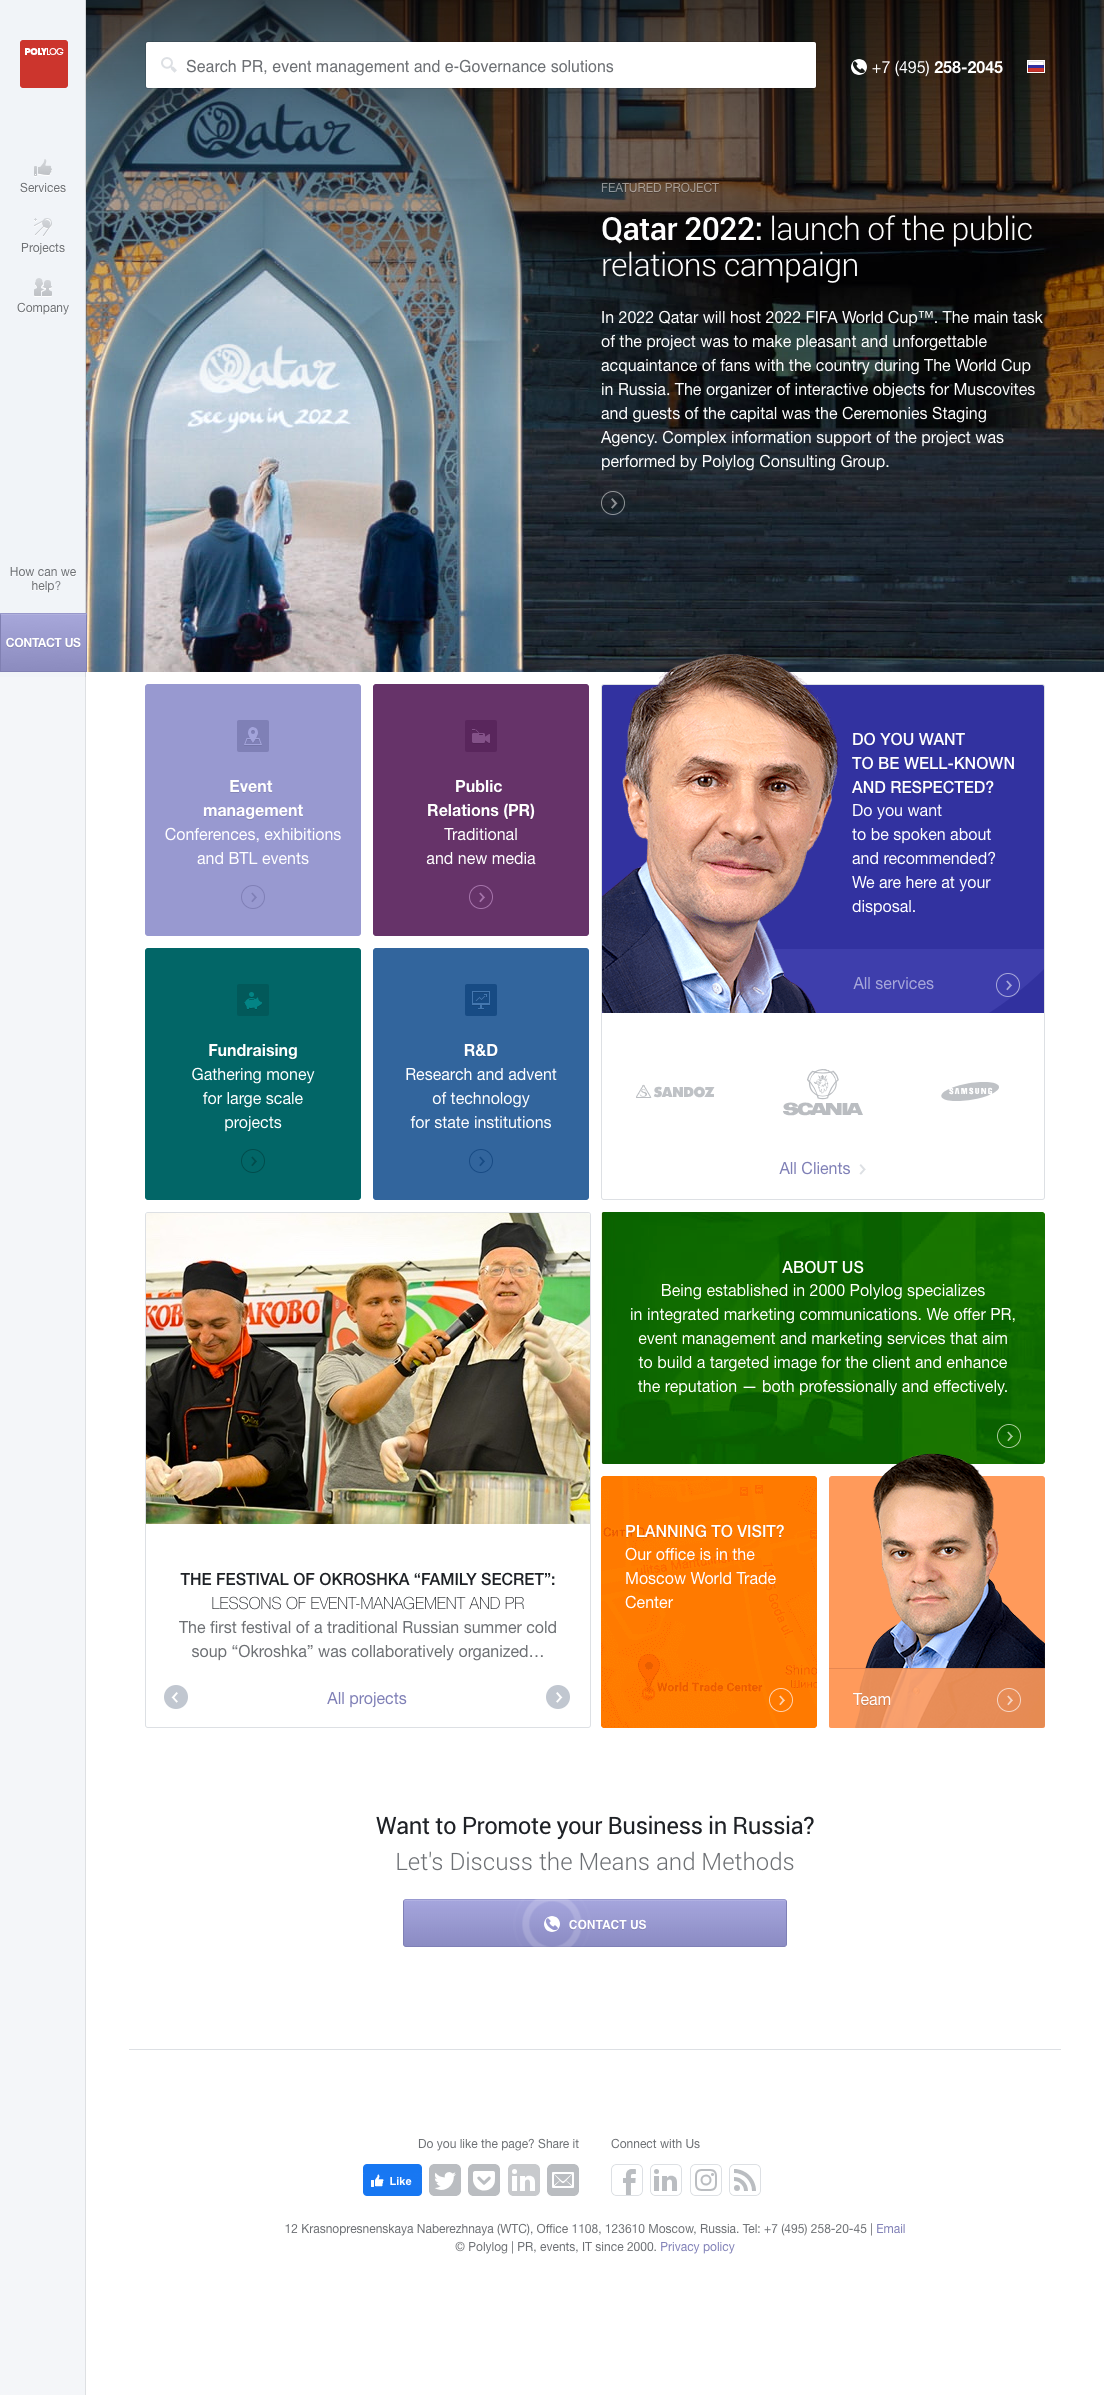 POLYLOG
Search PR, event management and e-Governance solutions
+7 (495) 258-2045
Services
Projects
Company
How can we
help?
CONTACT US
Qatar
Qatar
see you in 2022
FEATURED PROJECT
Qatar 2022: launch of the public
relations campaign
In 2022 Qatar will host 2022 FIFA World Cup™. The main task
of the project was to make pleasant and unforgettable
acquaintance of fans with the country during The World Cup
in Russia. The organizer of interactive objects for Muscovites
and guests of the capital was the Ceremonies Staging
Agency. Complex information support of the project was
performed by Polylog Consulting Group.
Event
management
Conferences, exhibitions
and BTL events
Public
Relations (PR)
Traditional
and new media
DO YOU WANT
TO BE WELL-KNOWN
AND RESPECTED?
Do you want
to be spoken about
and recommended?
We are here at your
disposal.
All services
Fundraising
Gathering money
for large scale
projects
R&D
Research and advent
of technology
for state institutions
SANDOZ
SCANIA
SAMSUNG
All Clients
THE FESTIVAL OF OKROSHKA “FAMILY SECRET”:
LESSONS OF EVENT-MANAGEMENT AND PR
The first festival of a traditional Russian summer cold
soup “Okroshka” was collaboratively organized…
All projects
ABOUT US
Being established in 2000 Polylog specializes
in integrated marketing communications. We offer PR,
event management and marketing services that aim
to build a targeted image for the client and enhance
the reputation — both professionally and effectively.
PLANNING TO VISIT?
Our office is in the
Moscow World Trade
Center
World Trade Center
Team
Want to Promote your Business in Russia?
Let's Discuss the Means and Methods
CONTACT US
Do you like the page? Share it
Connect with Us
Like
12 Krasnopresnenskaya Naberezhnaya (WTC), Office 1108, 123610 Moscow, Russia. Tel: +7 (495) 258-20-45 | Email
© Polylog | PR, events, IT since 2000. Privacy policy